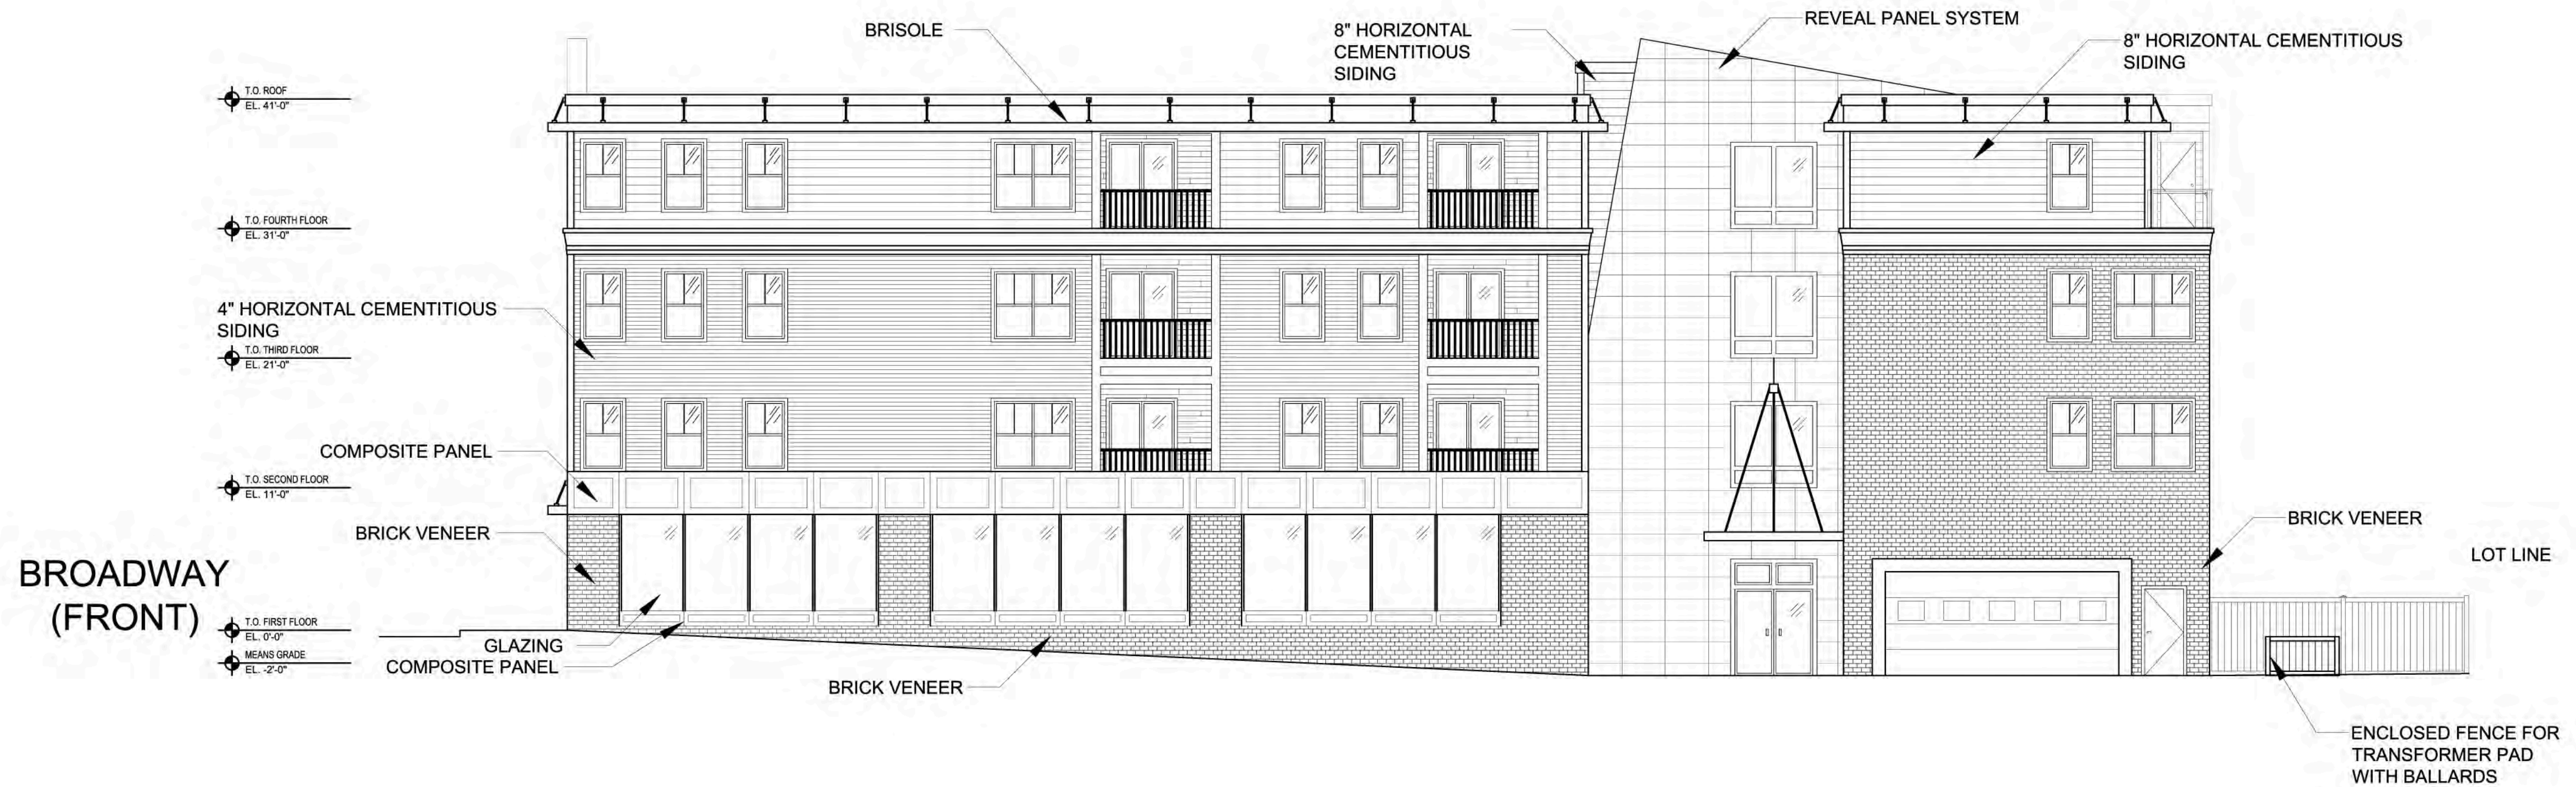 BRISOLE
8" HORIZONTAL
CEMENTITIOUS
SIDING
REVEAL PANEL SYSTEM
8" HORIZONTAL CEMENTITIOUS
SIDING
T.O. ROOF
EL. 41'-0"
T.O. FOURTH FLOOR
EL. 31'-0"
4" HORIZONTAL CEMENTITIOUS
SIDING
T.O. THIRD FLOOR
EL. 21'-0"
COMPOSITE PANEL
T.O. SECOND FLOOR
EL. 11'-0"
BRICK VENEER
BROADWAY
(FRONT)
T.O. FIRST FLOOR
EL. 0'-0"
MEANS GRADE
EL. -2'-0"
GLAZING
COMPOSITE PANEL
BRICK VENEER
BRICK VENEER
LOT LINE
ENCLOSED FENCE FOR
TRANSFORMER PAD
WITH BALLARDS